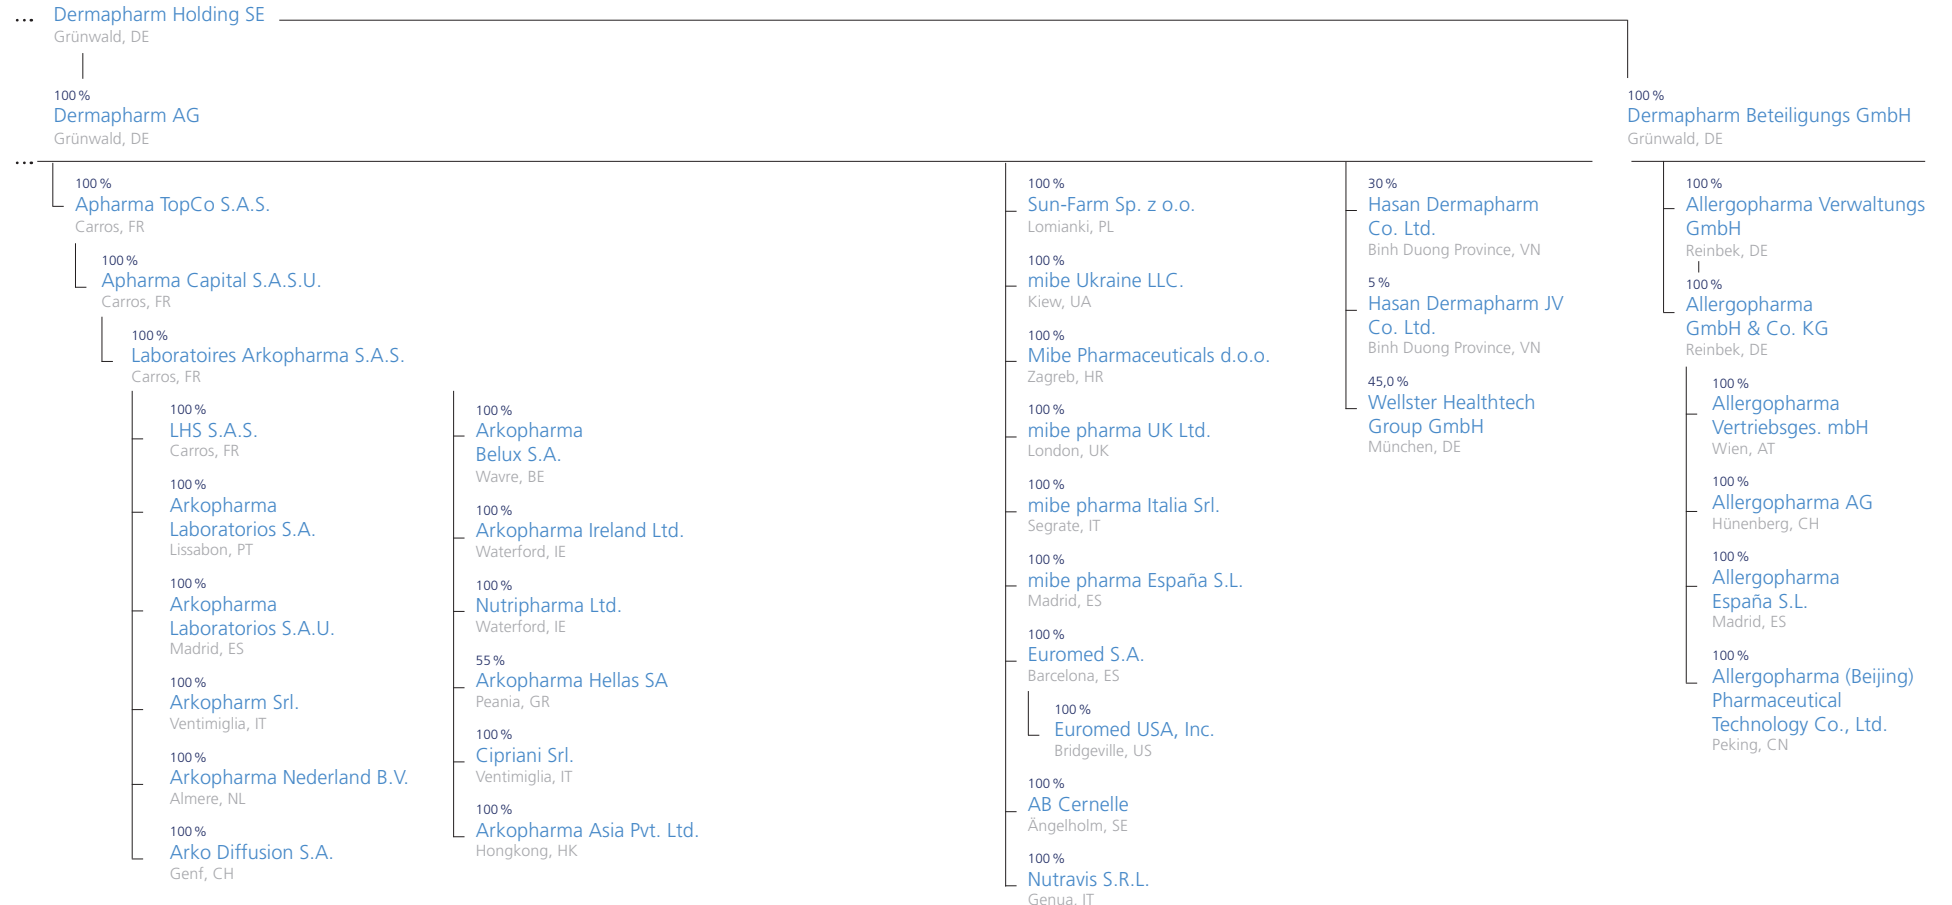 ... Dermapharm Holding SE
Grünwald, DE
100 %
Dermapharm AG
Grünwald, DE
100 %
Dermapharm Beteiligungs GmbH
Grünwald, DE
...
100 %
Apharma TopCo S.A.S.
Carros, FR
100 %
Apharma Capital S.A.S.U.
Carros, FR
100 %
Laboratoires Arkopharma S.A.S.
Carros, FR
100 %
LHS S.A.S.
Carros, FR
100 %
Arkopharma
Laboratorios S.A.
Lissabon, PT
100 %
Arkopharma
Laboratorios S.A.U.
Madrid, ES
100 %
Arkopharm Srl.
Ventimiglia, IT
100 %
Arkopharma Nederland B.V.
Almere, NL
100 %
Arko Diffusion S.A.
Genf, CH
100 %
Arkopharma
Belux S.A.
Wavre, BE
100 %
Arkopharma Ireland Ltd.
Waterford, IE
100 %
Nutripharma Ltd.
Waterford, IE
55 %
Arkopharma Hellas SA
Peania, GR
100 %
Cipriani Srl.
Ventimiglia, IT
100 %
Arkopharma Asia Pvt. Ltd.
Hongkong, HK
100 %
Sun-Farm Sp. z o.o.
Lomianki, PL
100 %
mibe Ukraine LLC.
Kiew, UA
100 %
Mibe Pharmaceuticals d.o.o.
Zagreb, HR
100 %
mibe pharma UK Ltd.
London, UK
100 %
mibe pharma Italia Srl.
Segrate, IT
100 %
mibe pharma España S.L.
Madrid, ES
100 %
Euromed S.A.
Barcelona, ES
100 %
Euromed USA, Inc.
Bridgeville, US
100 %
AB Cernelle
Ängelholm, SE
100 %
Nutravis S.R.L.
Genua, IT
30 %
Hasan Dermapharm
Co. Ltd.
Binh Duong Province, VN
5 %
Hasan Dermapharm JV
Co. Ltd.
Binh Duong Province, VN
45,0 %
Wellster Healthtech
Group GmbH
München, DE
100 %
Allergopharma Verwaltungs
GmbH
Reinbek, DE
100 %
Allergopharma
GmbH & Co. KG
Reinbek, DE
100 %
Allergopharma
Vertriebsges. mbH
Wien, AT
100 %
Allergopharma AG
Hünenberg, CH
100 %
Allergopharma
España S.L.
Madrid, ES
100 %
Allergopharma (Beijing)
Pharmaceutical
Technology Co., Ltd.
Peking, CN